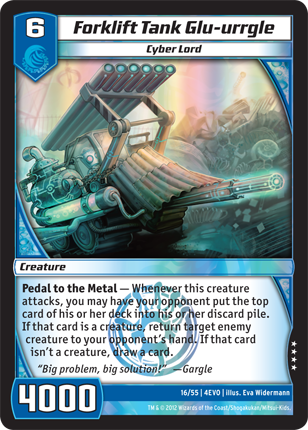 6
Forklift Tank Glu-urrgle
Cyber Lord
Creature
Pedal to the Metal — Whenever this creature
attacks, you may have your opponent put the top
card of his or her deck into his or her discard pile.
If that card is a creature, return target enemy
creature to your opponent's hand. If that card
isn't a creature, draw a card.
"Big problem, big solution!" —Gargle
4000
16/55 | 4EVO | illus. Eva Widermann
TM & © 2012 Wizards of the Coast/Shogakukan/Mitsui-Kids.